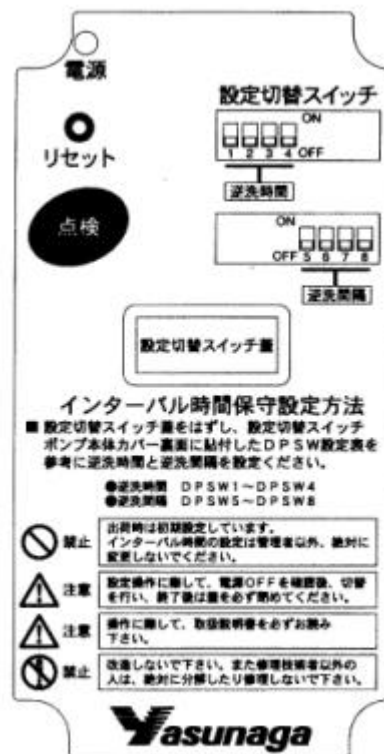 電源
設定切替スイッチ
リセット
ON
1 2 3 4 OFF
逆洗時間
点検
ON
OFF 5 6 7 8
逆洗間隔
設定切替スイッチ蓋
インターバル時間保守設定方法
■ 設定切替スイッチ蓋をはずし、設定切替スイッチ
ポンプ本体カバー裏面に貼付したDPSW設定表を
参考に逆洗時間と逆洗間隔を設定ください。
●逆洗時間 DPSW1〜DPSW4
●逆洗間隔 DPSW5〜DPSW8
禁止
出荷時は初期設定しています。
インターバル時間の設定は管理者以外、絶対に
変更しないでください。
注意
設定操作に際して、電源OFFを確認後、切替
を行い、終了後は蓋を必ず閉めてください。
注意
操作に際して、取扱説明書を必ずお読み
下さい。
禁止
改造しないで下さい。また修理技術者以外の
人は、絶対に分解したり修理しないで下さい。
Yasunaga